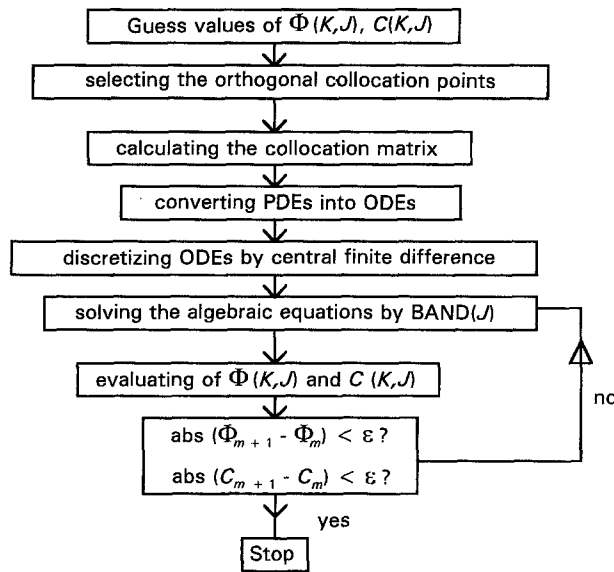 Guess values of Φ(K,J), C(K,J)
selecting the orthogonal collocation points
calculating the collocation matrix
converting PDEs into ODEs
discretizing ODEs by central finite difference
solving the algebraic equations by BAND(J)
evaluating of Φ(K,J) and C (K,J)
no
abs (Φm + 1 - Φm) < ε ?
abs (Cm + 1 - Cm) < ε ?
yes
Stop